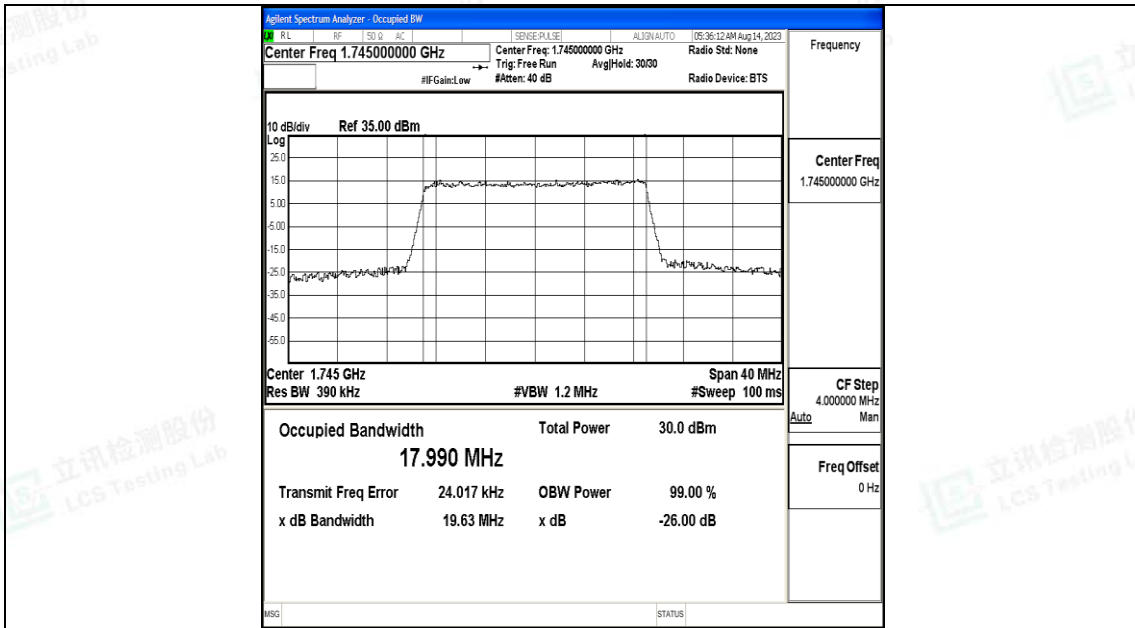 Agilent Spectrum Analyzer - Occupied BW
RL RF 50 Ω AC SENSE:PULSE ALIGN AUTO 05:36:12 AM Aug 14, 2023
Center Freq 1.745000000 GHz
Center Freq: 1.745000000 GHz Radio Std: None
Trig: Free Run Avg|Hold: 30/30
#IFGain:Low #Atten: 40 dB Radio Device: BTS
Frequency
10 dB/div Ref 35.00 dBm
Log
25.0
15.0
5.00
-5.00
-15.0
-25.0
-35.0
-45.0
-55.0
Center Freq
1.745000000 GHz
Center 1.745 GHz Span 40 MHz
Res BW 390 kHz #VBW 1.2 MHz #Sweep 100 ms
CF Step
4.000000 MHz
Auto Man
Occupied Bandwidth Total Power 30.0 dBm
17.990 MHz
Transmit Freq Error 24.017 kHz OBW Power 99.00 %
x dB Bandwidth 19.63 MHz x dB -26.00 dB
Freq Offset
0 Hz
MSG STATUS
立讯检测股份
LCS Testing Lab
立讯检测股份
LCS Testing L